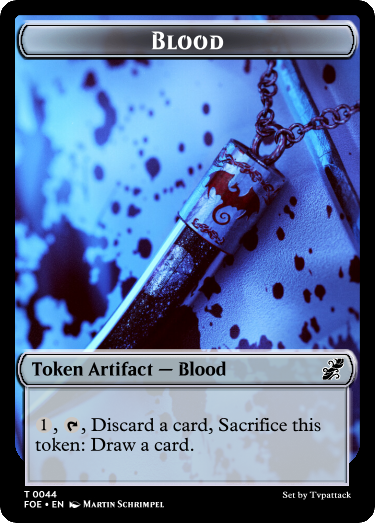 Blood
Token Artifact — Blood
1, T, Discard a card, Sacrifice this
token: Draw a card.
T 0044
FOE • EN Martin Schrimpel
Set by Tvpattack